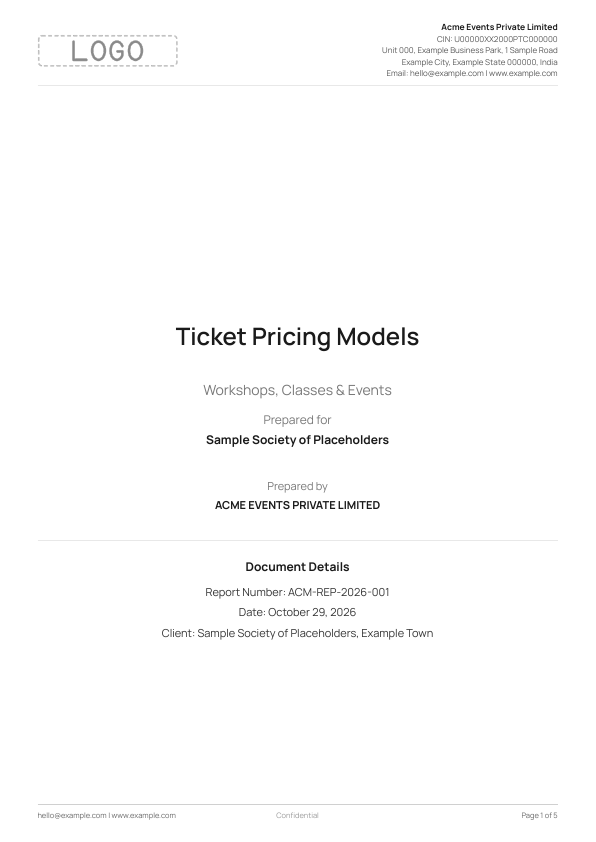 LOGO
Acme Events Private Limited
CIN: U00000XX2000PTC000000
Unit 000, Example Business Park, 1 Sample Road
Example City, Example State 000000, India
Email: hello@example.com | www.example.com
Ticket Pricing Models
Workshops, Classes & Events
Prepared for
Sample Society of Placeholders
Prepared by
ACME EVENTS PRIVATE LIMITED
Document Details
Report Number: ACM-REP-2026-001
Date: October 29, 2026
Client: Sample Society of Placeholders, Example Town
hello@example.com | www.example.com
Confidential
Page 1 of 5